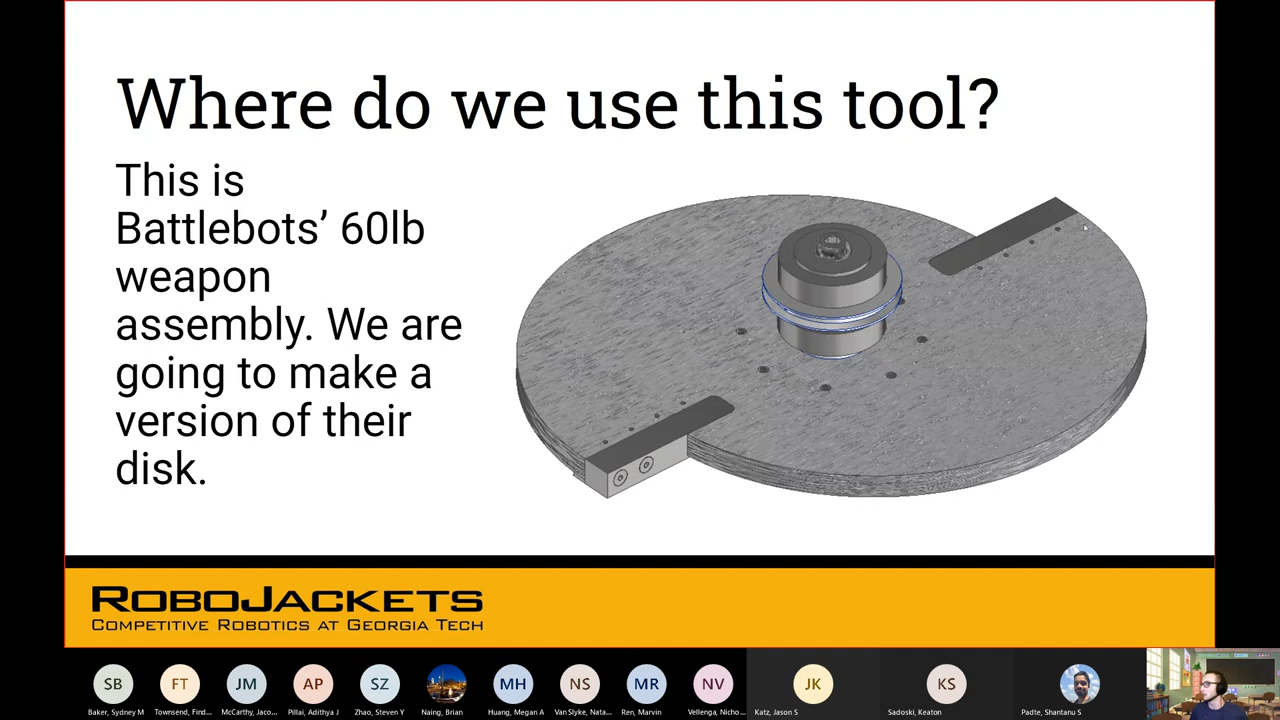 Where do we use this tool?
This is
Battlebots’ 60lb
weapon
assembly. We are
going to make a
version of their
disk.
ROBOJACKETS
COMPETITIVE ROBOTICS AT GEORGIA TECH
SB FT JM AP SZ MH NS MR NV JK KS
Baker, Sydney M Townsend, Find... McCarthy, Jaco... Pillai, Adithya J Zhao, Steven Y Naing, Brian Huang, Megan A Van Slyke, Nata... Ren, Marvin Vellenga, Nicho... Katz, Jason S Sadoski, Keaton Padte, Shantanu S